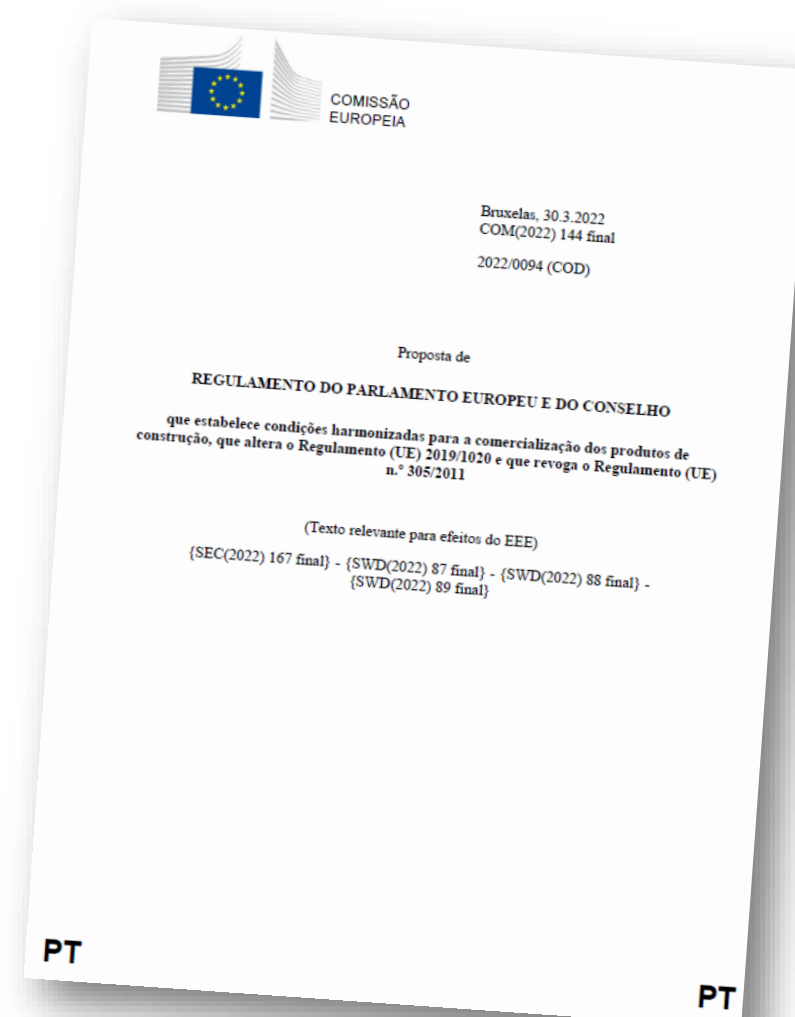 COMISSÃO
EUROPEIA
Bruxelas, 30.3.2022
COM(2022) 144 final
2022/0094 (COD)
Proposta de
REGULAMENTO DO PARLAMENTO EUROPEU E DO CONSELHO
que estabelece condições harmonizadas para a comercialização dos produtos de
construção, que altera o Regulamento (UE) 2019/1020 e que revoga o Regulamento (UE)
n.° 305/2011
(Texto relevante para efeitos do EEE)
{SEC(2022) 167 final} - {SWD(2022) 87 final} - {SWD(2022) 88 final} -
{SWD(2022) 89 final}
PT
PT